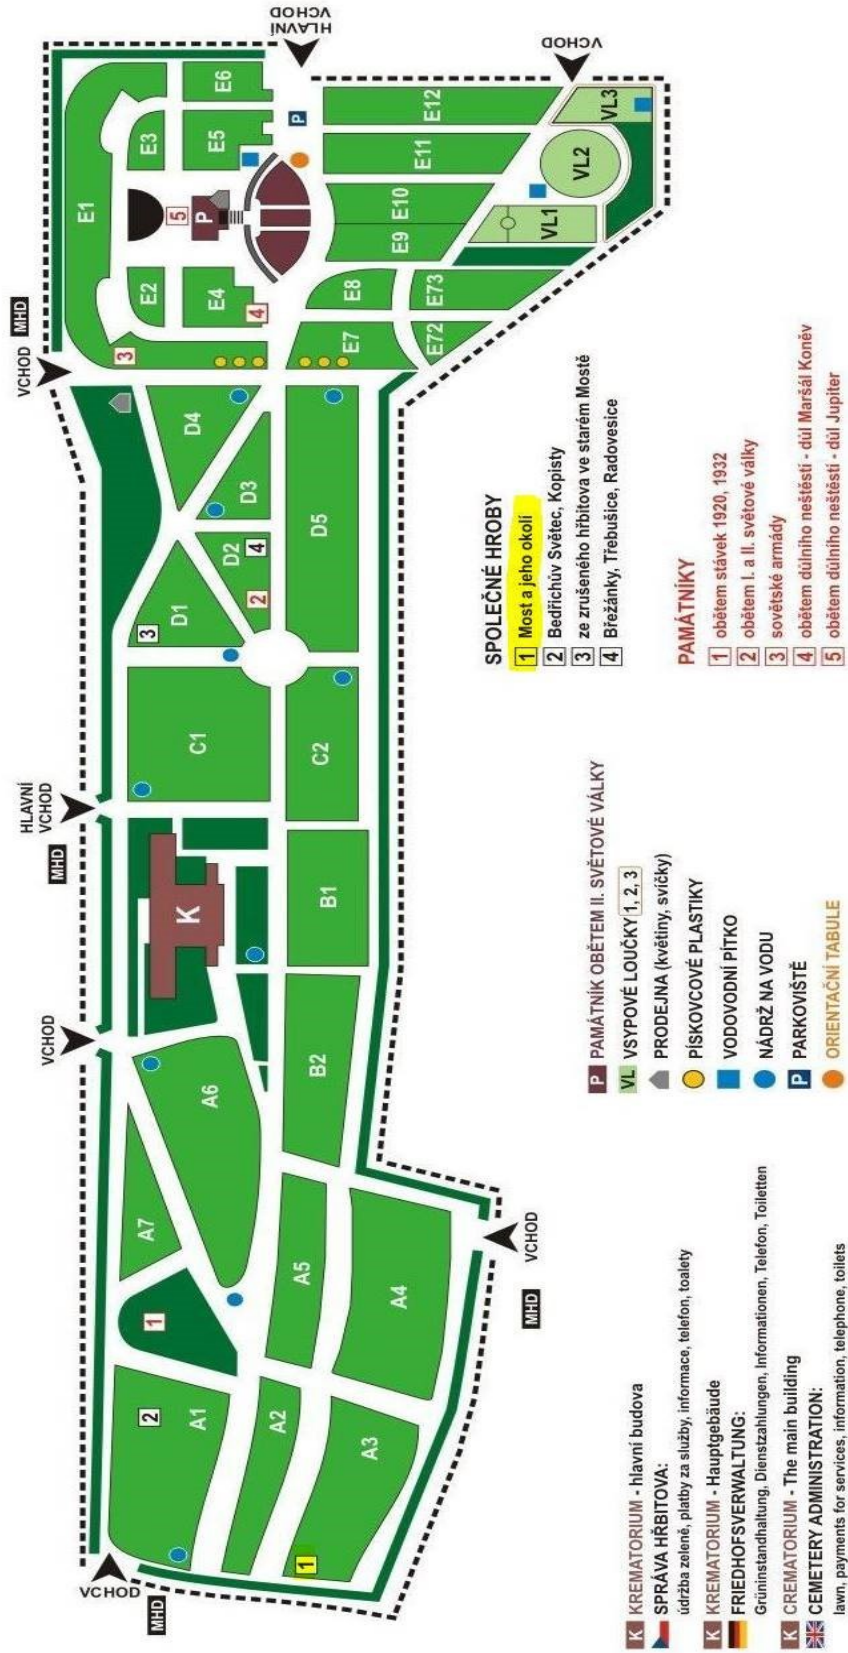 VCHOD
MHD
VCHOD
HLAVNÍ
VCHOD
MHD
VCHOD
MHD
HLAVNÍ
VCHOD
VCHOD
VCHOD
MHD
A1
2
A2
A3
1
A4
A5
A6
A7
1
B1
B2
K
C1
C2
D1
3
D2
4
2
D3
D4
D5
E1
E2
E3
E4
4
E5
E6
3
5
P
P
E7
E8
E9
E10
E11
E12
E72
E73
VL1
VL2
VL3
K KREMATORIUM - hlavní budova
SPRÁVA HŘBITOVA:
údržba zeleně, platby za služby, informace, telefon, toalety
K KREMATORIUM - Hauptgebäude
FRIEDHOFSVERWALTUNG:
Grüninstandhaltung, Dienstzahlungen, Informationen, Telefon, Toiletten
K CREMATORIUM - The main building
CEMETERY ADMINISTRATION:
lawn, payments for services, information, telephone, toilets
P PAMÁTNÍK OBĚTEM II. SVĚTOVÉ VÁLKY
VL VSYPOVÉ LOUČKY 1, 2, 3
PRODEJNA (květiny, svíčky)
PÍSKOVCOVÉ PLASTIKY
VODOVODNÍ PÍTKO
NÁDRŽ NA VODU
P PARKOVIŠTĚ
ORIENTAČNÍ TABULE
SPOLEČNÉ HROBY
1 Most a jeho okolí
2 Bedřichův Světec, Kopisty
3 ze zrušeného hřbitova ve starém Mostě
4 Břežánky, Třebušice, Radovesice
PAMÁTNÍKY
1 obětem stávek 1920, 1932
2 obětem I. a II. světové války
3 sovětské armády
4 obětem důlního neštěstí - důl Maršál Koněv
5 obětem důlního neštěstí - důl Jupiter